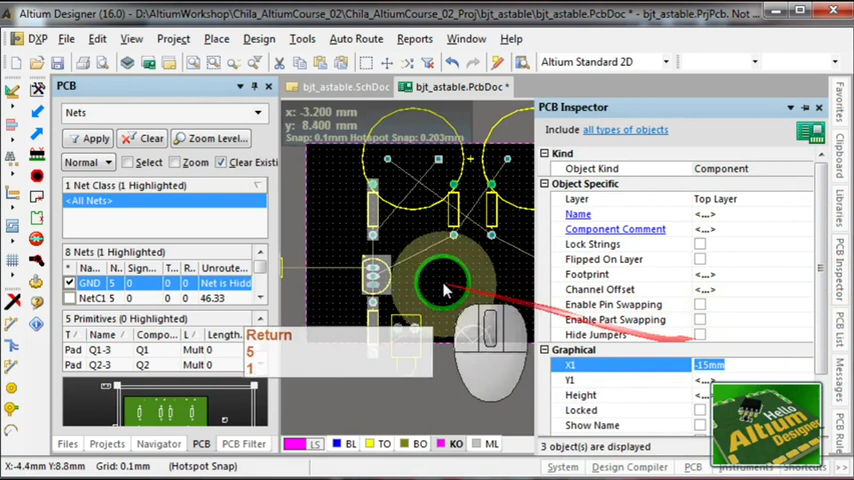 Altium Designer (16.0) - D:\AltiumWorkshop\Chila_AltiumCourse_02\Chila_AltiumCourse_02_Proj\bjt_astable\bjt_astable.PcbDoc * - bjt_astable.PrjPcb. Not ...
DXP File Edit View Project Place Design Tools Auto Route Reports Window Help
Altium Standard 2D
PCB
Nets
Apply Clear Zoom Level...
Normal Select Zoom Clear Existi
1 Net Class (1 Highlighted)
<All Nets>
8 Nets (1 Highlighted)
* Na... N.. Sign... T... R... Unroute...
GND 5 0 0 0 Net is Hidd
NetC1 5 46.33
5 Primitives (1 Highlighted)
T Name Compo... L Length.
Pad Q1-3 Q1 Mult 0
Pad Q2-3 Q2 Mult 0
Files Projects Navigator PCB PCB Filter
bjt_astable.SchDoc bjt_astable.PcbDoc *
x: -3.200 mm
y: 8.400 mm
Snap: 0.1mm Hotspot Snap: 0.203mm
Return
5
1
LS BL TO BO KO ML
PCB Inspector
Include all types of objects
Kind
Object Kind Component
Object Specific
Layer Top Layer
Name <...>
Component Comment <...>
Lock Strings
Flipped On Layer
Footprint <...>
Channel Offset <...>
Enable Pin Swapping
Enable Part Swapping
Hide Jumpers
Graphical
X1 -15mm
Y1 <...>
Height <...>
Locked
Show Name
3 object(s) are displayed
Hello
Altium
Designer
Favorites
Clipboard
Libraries
PCB Inspector
PCB List
Messages
PCB Rule
X:-4.4mm Y:8.8mm Grid: 0.1mm (Hotspot Snap)
System Design Compiler PCB Instruments Shortcuts >>